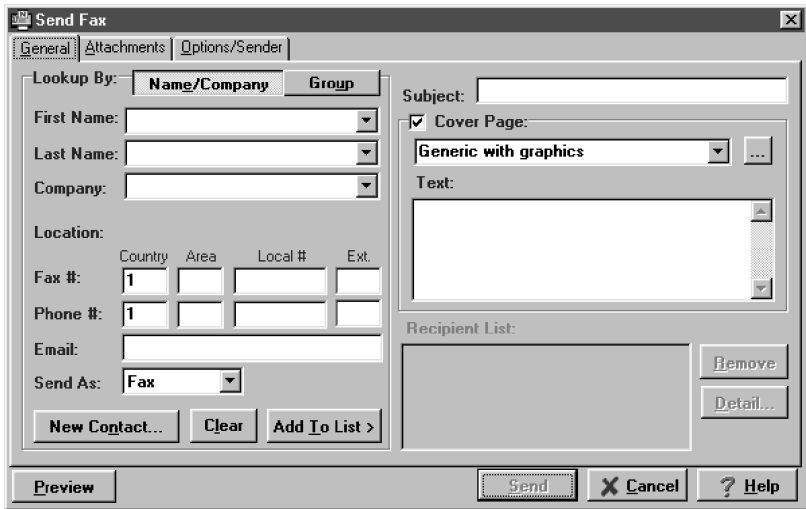 Send Fax
General Attachments Options/Sender
Lookup By: Name/Company Group
First Name:
Last Name:
Company:
Location:
Country Area Local # Ext.
Fax #: 1
Phone #: 1
Email:
Send As: Fax
New Contact... Clear Add To List >
Subject:
Cover Page:
Generic with graphics ...
Text:
Recipient List:
Remove
Detail...
Preview Send Cancel ? Help